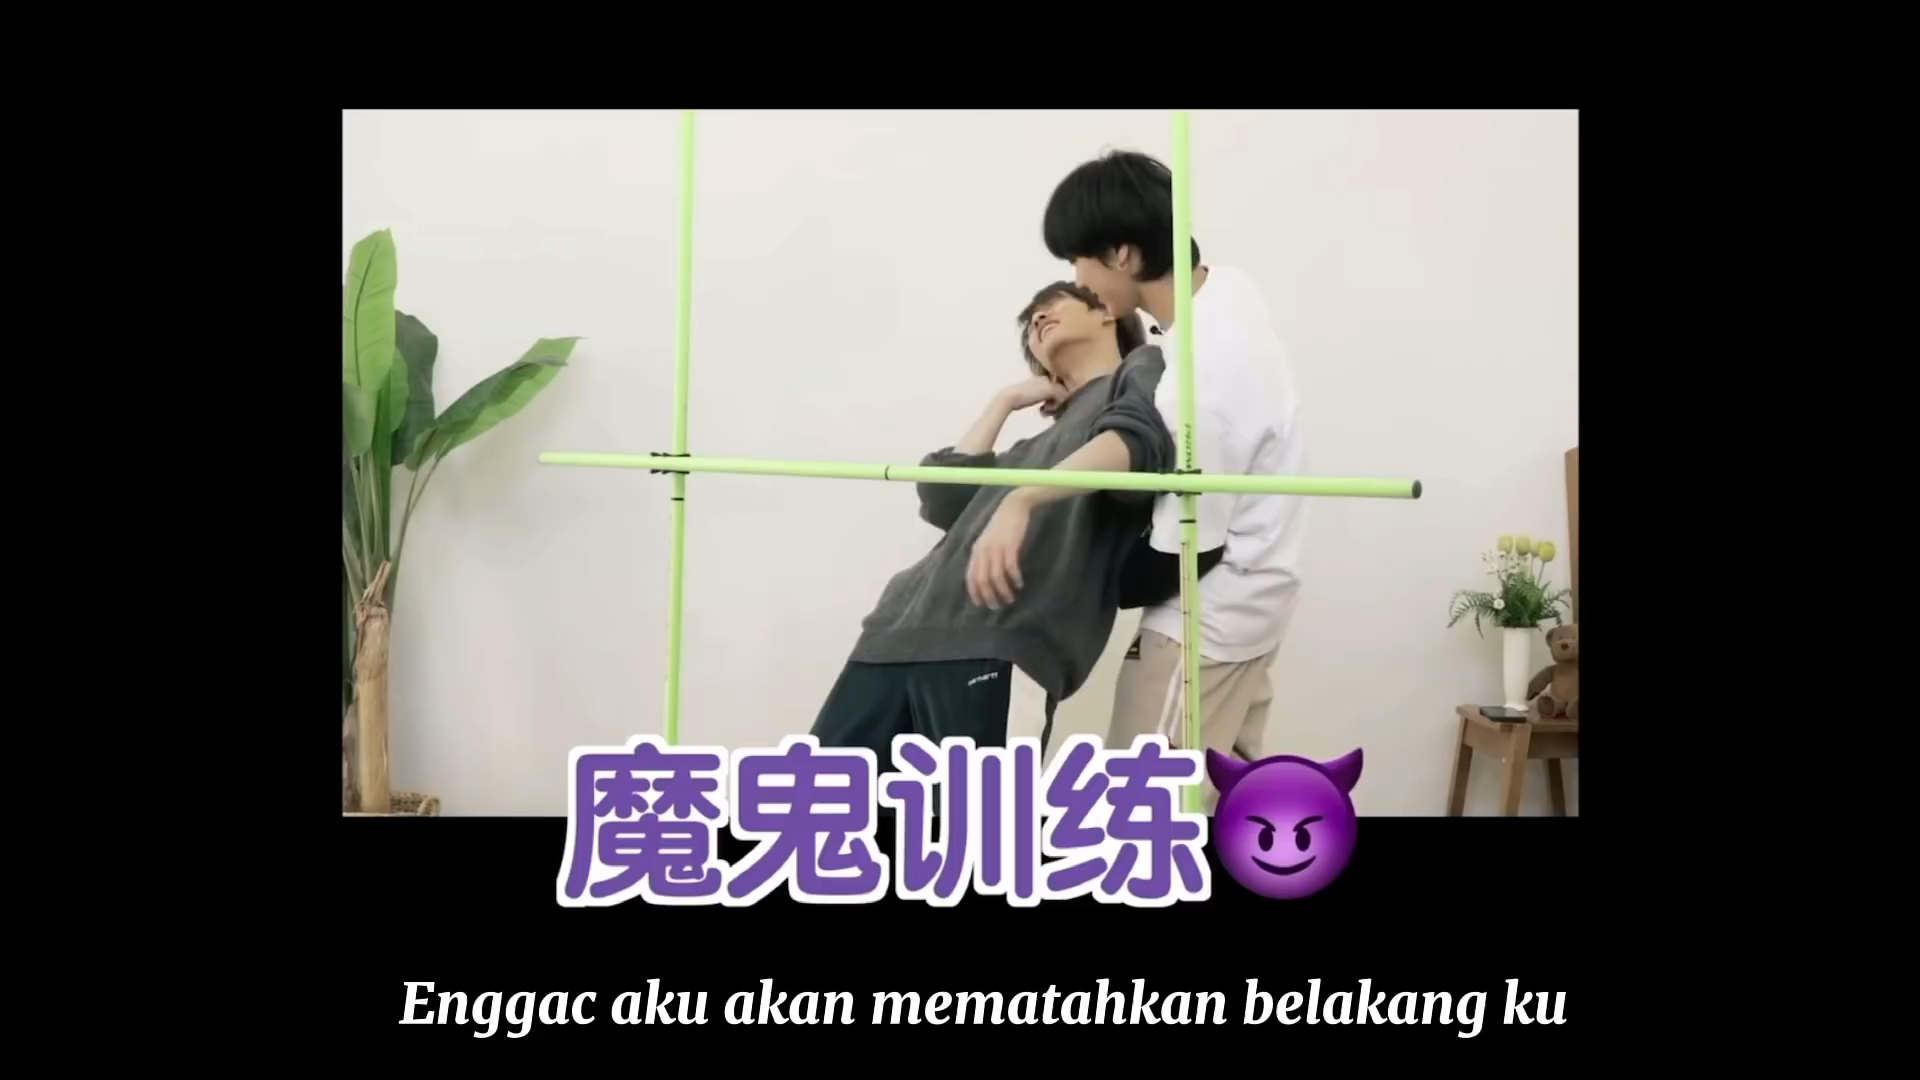 魔鬼训练😈
Enggac aku akan mematahkan belakang ku